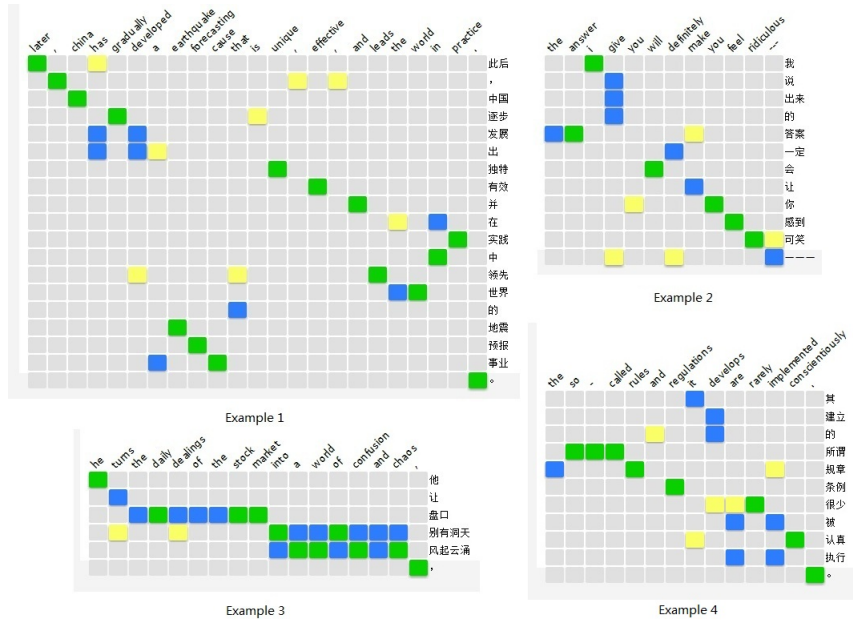 later , china has gradually developed a earthquake forecasting cause that is unique , effective , and leads the world in practice .
此后
，
中国
逐步
发展
出
独特
有效
并
在
实践
中
领先
世界
的
地震
预报
事业
。
Example 1
the answer i give you will definitely make you feel ridiculous ---
我
说
出来
的
答案
一定
会
让
你
感到
可笑
———
Example 2
he turns the daily dealings of the stock market into a world of confusion and chaos ,
他
让
盘口
别有洞天
风起云涌
，
Example 3
the so - called rules and regulations it develops are rarely implemented conscientiously .
其
建立
的
所谓
规章
条例
很少
被
认真
执行
。
Example 4